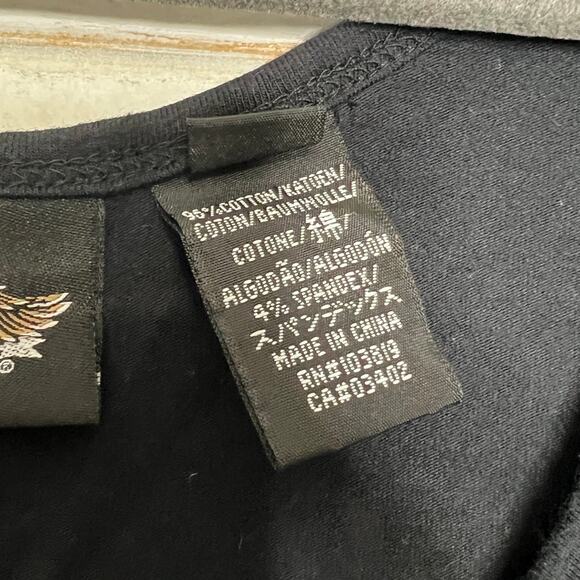 96%COTTON/KATOEN/
COTON/BAUMWOLLE/
COTONE/綿/
ALGODÃO/ALGODÓN
4% SPANDEX/
スパンデックス
MADE IN CHINA
RN#103819
CA#03402
©